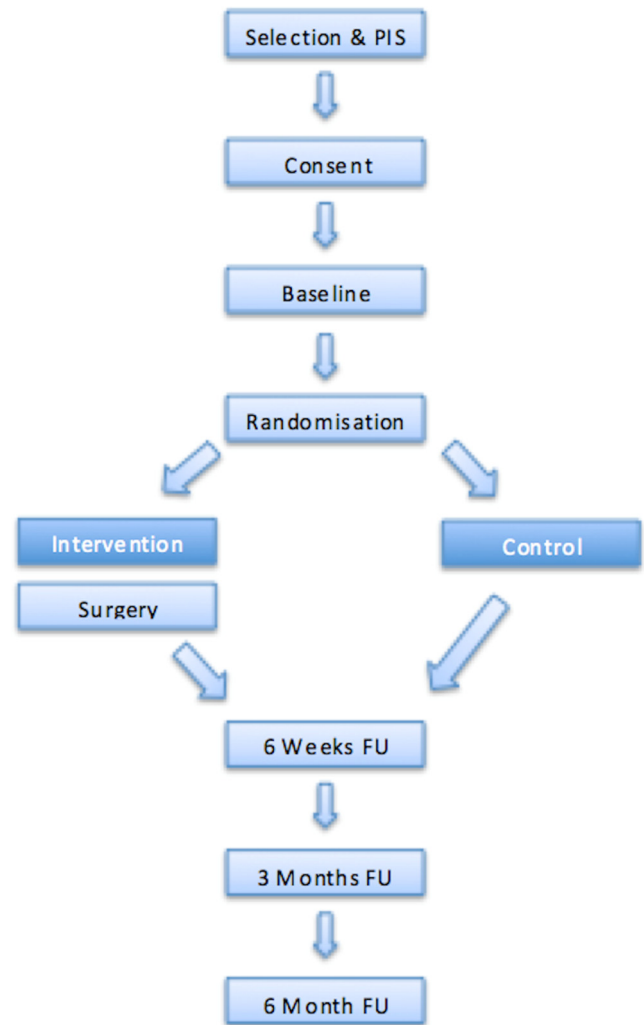 Selection & PIS
Consent
Baseline
Randomisation
Intervention
Control
Surgery
6 Weeks FU
3 Months FU
6 Month FU